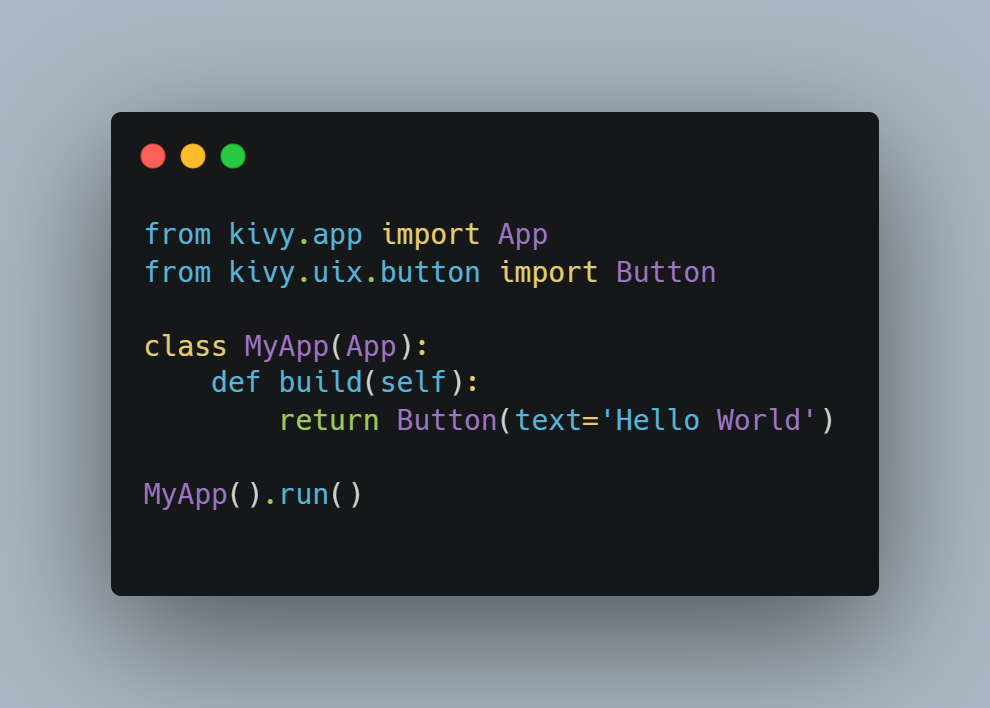 from kivy.app import App
from kivy.uix.button import Button

class MyApp(App):
    def build(self):
        return Button(text='Hello World')

MyApp().run()